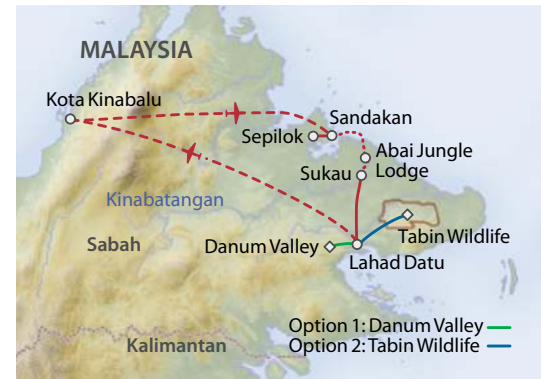 MALAYSIA
Kota Kinabalu
Sandakan
Sepilok
Abai Jungle
Lodge
Sukau
Kinabatangan
Tabin Wildlife
Sabah
Danum Valley
Lahad Datu
Option 1: Danum Valley
Option 2: Tabin Wildlife
Kalimantan